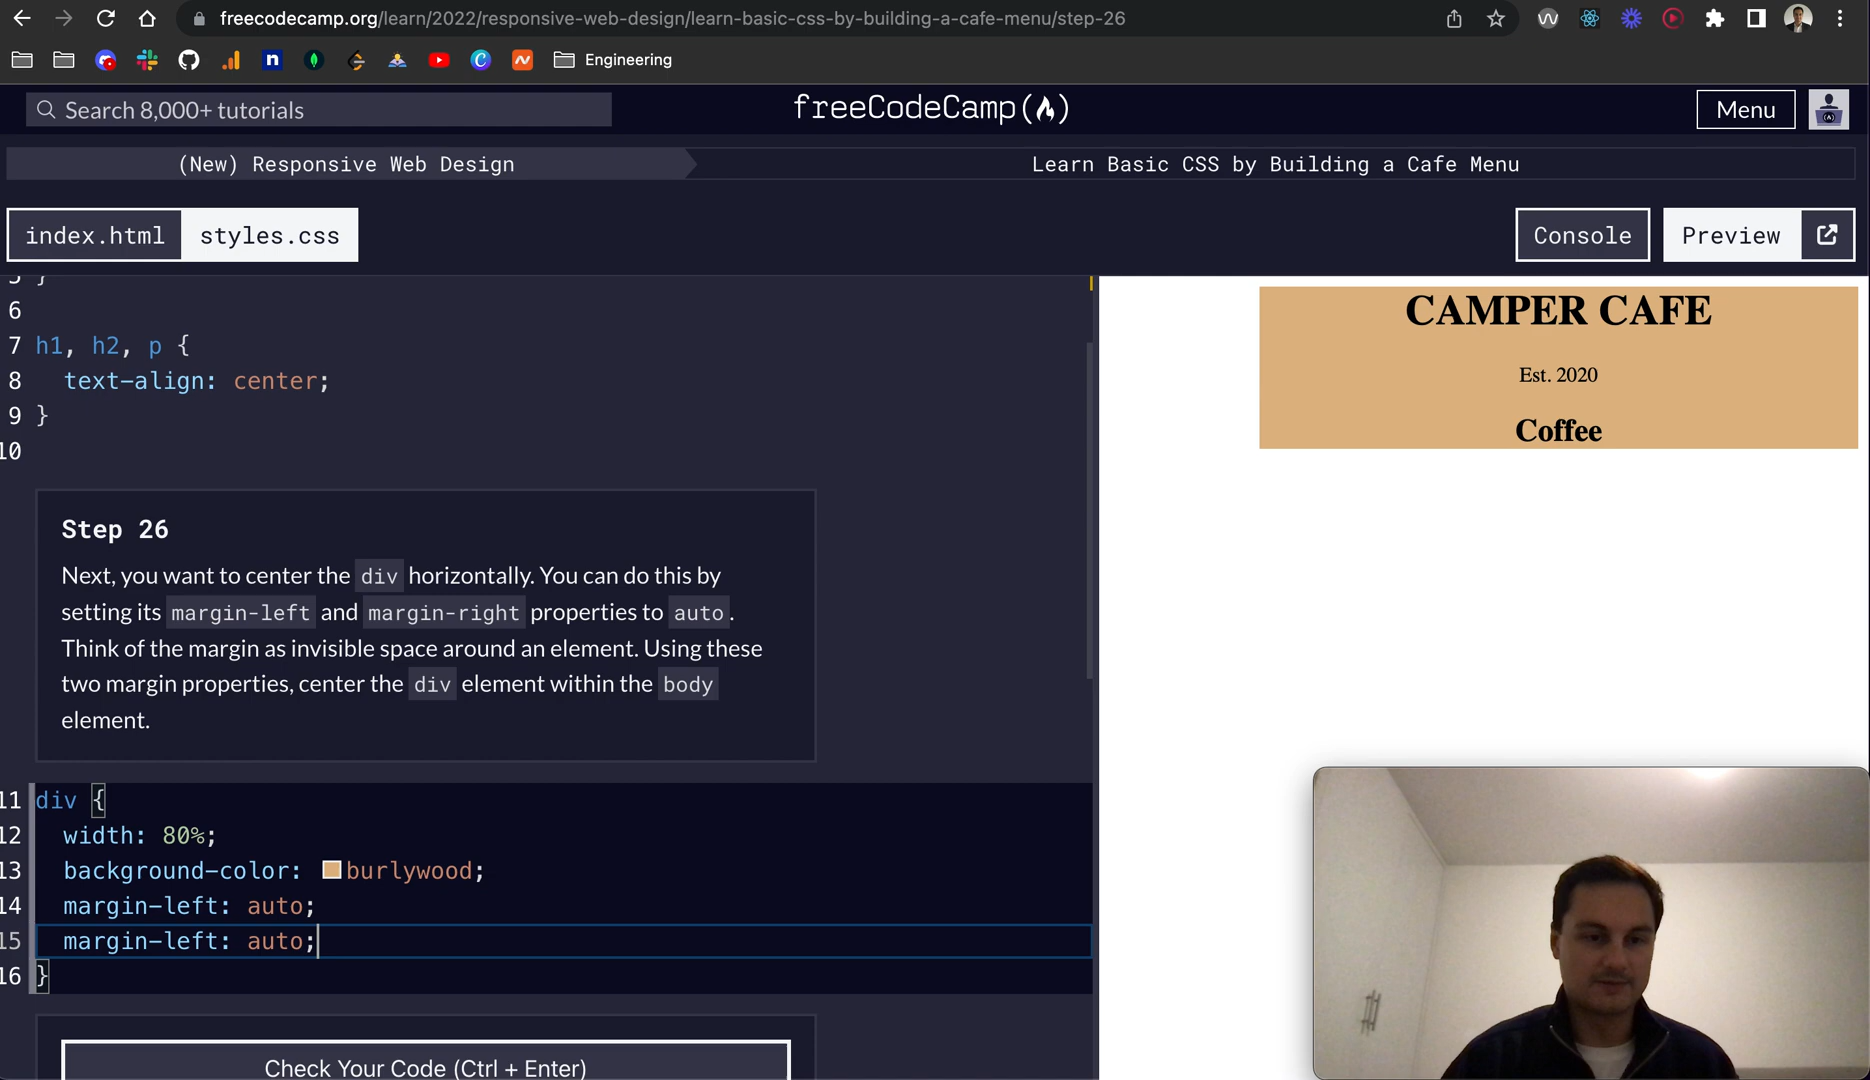 freecodecamp.org/learn/2022/responsive-web-design/learn-basic-css-by-building-a-cafe-menu/step-26
Engineering
Search 8,000+ tutorials
freeCodeCamp
Menu
(New) Responsive Web Design
Learn Basic CSS by Building a Cafe Menu
index.html
styles.css
Console
Preview
5 }
6
7 h1, h2, p {
8 text-align: center;
9 }
10
Step 26
Next, you want to center the div horizontally. You can do this by
setting its margin-left and margin-right properties to auto.
Think of the margin as invisible space around an element. Using these
two margin properties, center the div element within the body
element.
11 div {
12 width: 80%;
13 background-color: burlywood;
14 margin-left: auto;
15 margin-left: auto;
16 }
Check Your Code (Ctrl + Enter)
CAMPER CAFE
Est. 2020
Coffee